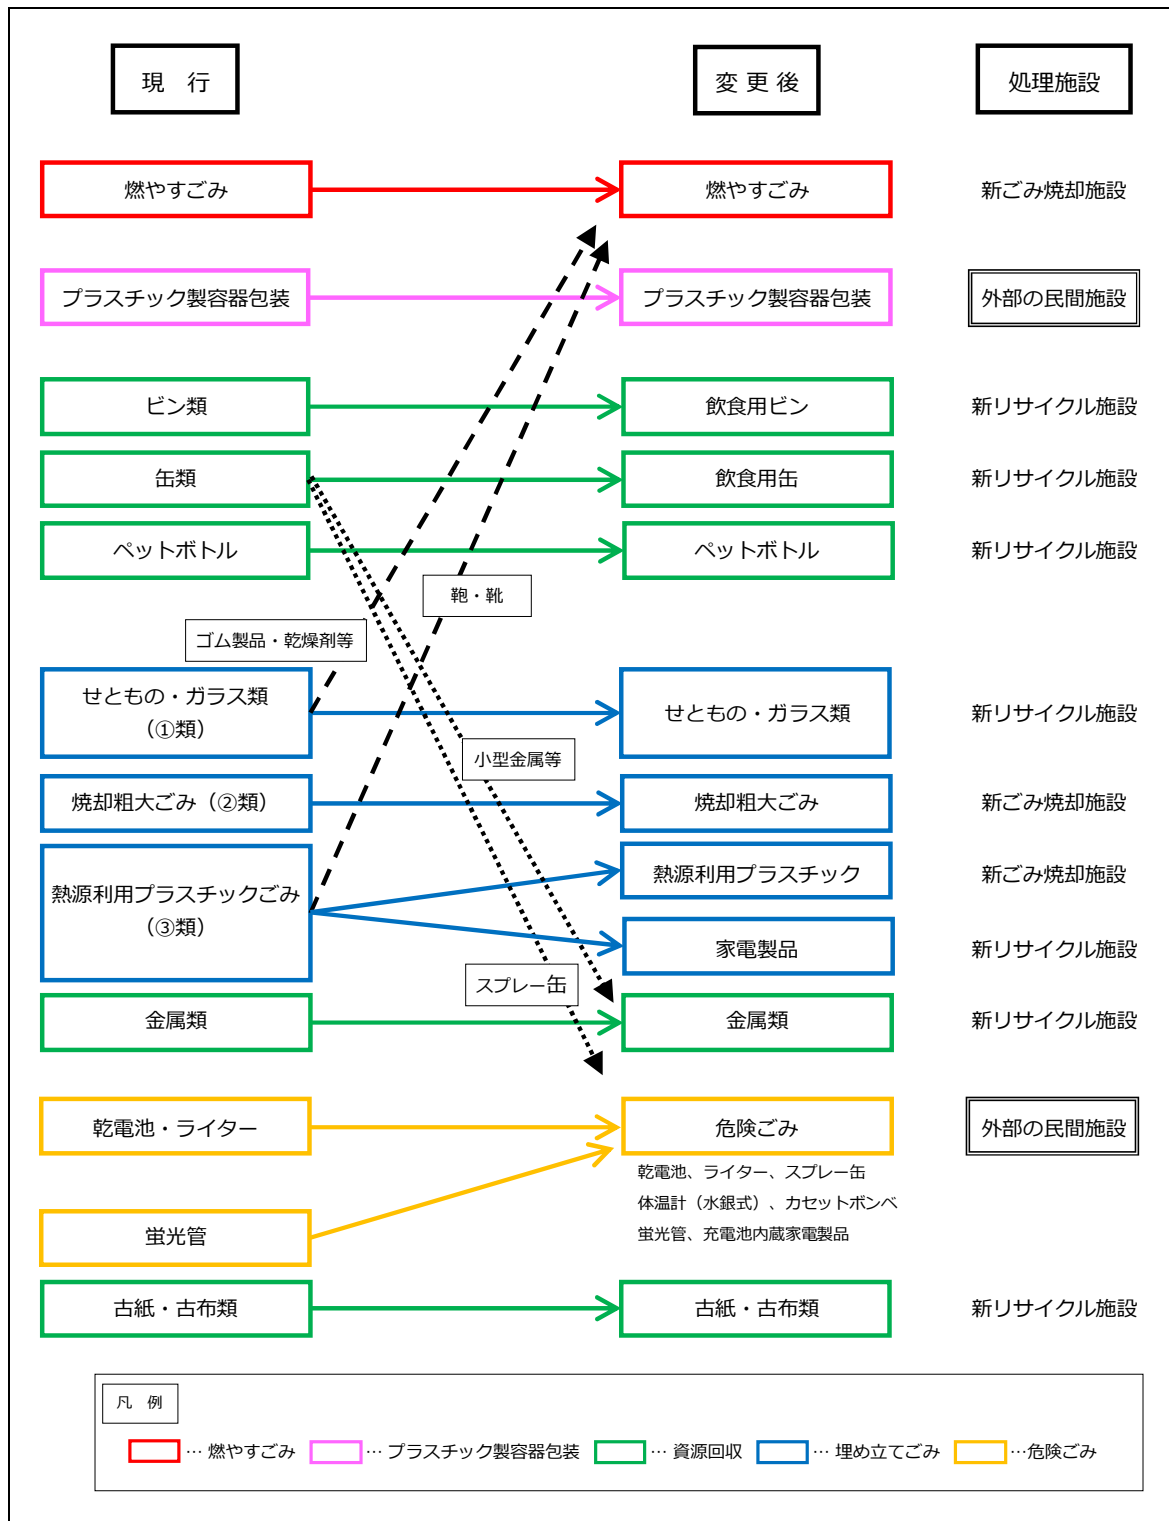 現　行
変 更 後
処理施設
燃やすごみ
燃やすごみ
新ごみ焼却施設
プラスチック製容器包装
プラスチック製容器包装
外部の民間施設
ビン類
飲食用ビン
新リサイクル施設
缶類
飲食用缶
新リサイクル施設
ペットボトル
ペットボトル
新リサイクル施設
鞄・靴
ゴム製品・乾燥剤等
せともの・ガラス類
（①類）
せともの・ガラス類
新リサイクル施設
小型金属等
焼却粗大ごみ（②類）
焼却粗大ごみ
新ごみ焼却施設
熱源利用プラスチックごみ
（③類）
熱源利用プラスチック
新ごみ焼却施設
家電製品
新リサイクル施設
スプレー缶
金属類
金属類
新リサイクル施設
乾電池・ライター
危険ごみ
外部の民間施設
乾電池、ライター、スプレー缶
体温計（水銀式）、カセットボンベ
蛍光管、充電池内蔵家電製品
蛍光管
古紙・古布類
古紙・古布類
新リサイクル施設
凡　例
… 燃やすごみ
… プラスチック製容器包装
… 資源回収
… 埋め立てごみ
…危険ごみ